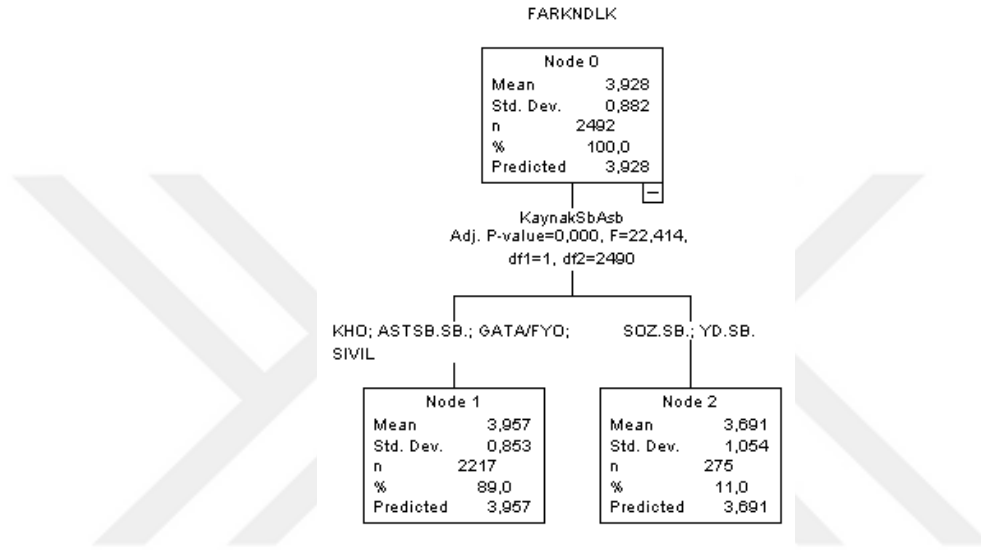 FARKNDLK
Node 0
Mean 3,928
Std. Dev. 0,882
n 2492
% 100,0
Predicted 3,928
KaynakSbAsb
Adj. P-value=0,000, F=22,414,
df1=1, df2=2490
KHO; ASTSB.SB.; GATA/FYO;
SIVIL
SOZ.SB.; YD.SB.
Node 1
Mean 3,957
Std. Dev. 0,853
n 2217
% 89,0
Predicted 3,957
Node 2
Mean 3,691
Std. Dev. 1,054
n 275
% 11,0
Predicted 3,691